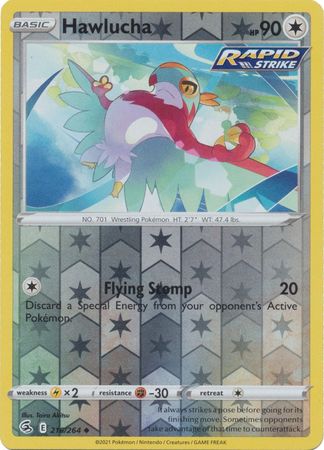 BASIC Hawlucha HP 90
RAPID
STRIKE
NO. 701 Wrestling Pokémon HT: 2'7" WT: 47.4 lbs.
Flying Stomp 20
Discard a Special Energy from your opponent's Active
Pokémon.
weakness ×2 resistance -30 retreat
Illus. Taira Akitsu
E 218/264
It always strikes a pose before going for its
finishing move. Sometimes opponents take
advantage of that time to counterattack.
©2021 Pokémon / Nintendo / Creatures / GAME FREAK